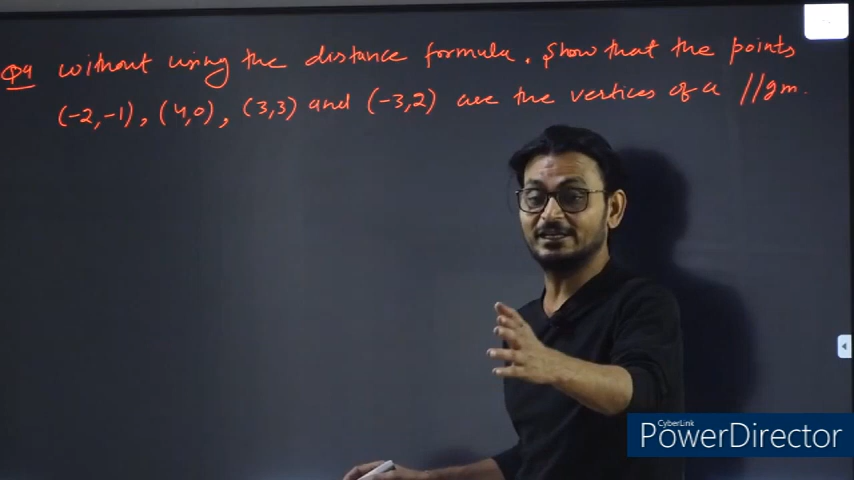 Q4 without using the distance formula. Show that the points
(-2,-1), (4,0), (3,3) and (-3,2) are the vertices of a //gm.
CyberLink
PowerDirector